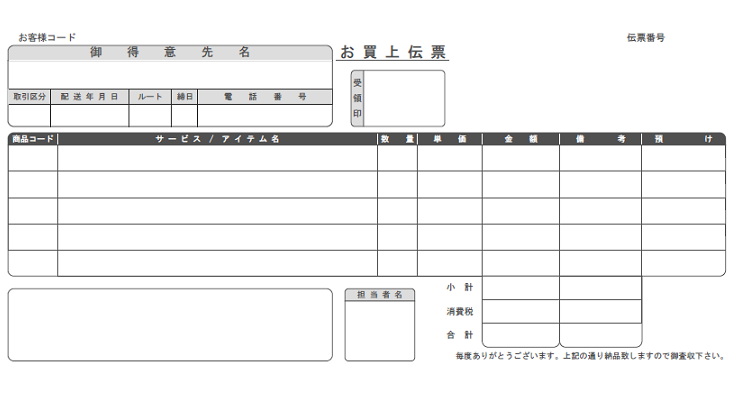 お客様コード
伝票番号
御得意先名
お買上伝票
受領印
取引区分 配送年月日 ルート 締日 電話番号
商品コード サービス / アイテム名 数量 単価 金額 備考 預け
小計
担当者名
消費税
合計
毎度ありがとうございます。上記の通り納品致しますので御査収下さい。